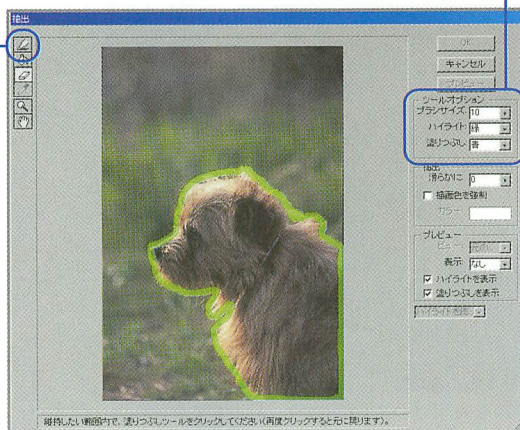 抽出
OK
キャンセル
プレビュー
ツールオプション
ブラシサイズ: 10
ハイライト: 緑
塗りつぶし: 青
抽出
滑らかに: 0
描画色を強制
カラー:
プレビュー
表示: なし
ハイライトを表示
塗りつぶしを表示
維持したい範囲内で、塗りつぶしツールをクリックしてください(再度クリックすると元に戻ります)。